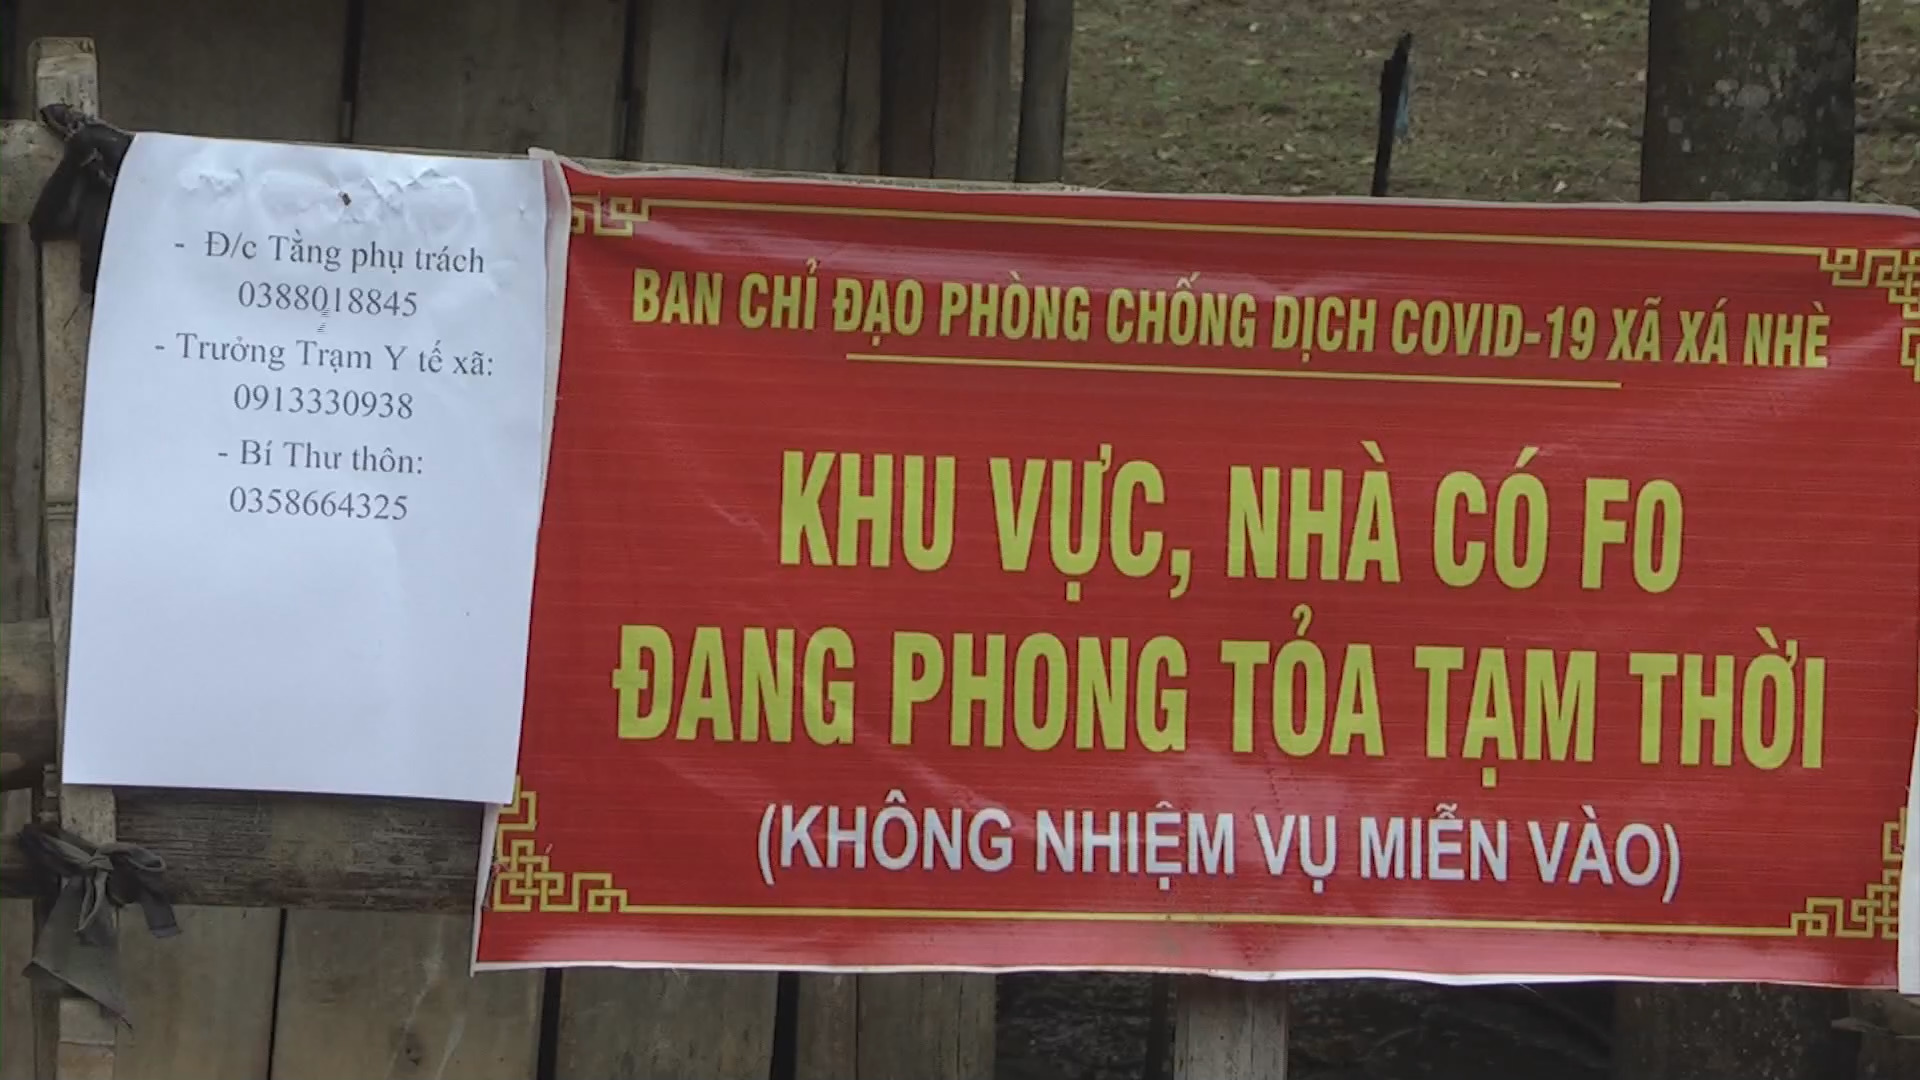 - Đ/c Tằng phụ trách
0388018845
- Trưởng Trạm Y tế xã:
0913330938
- Bí Thư thôn:
0358664325
BAN CHỈ ĐẠO PHÒNG CHỐNG DỊCH COVID-19 XÃ XÁ NHÈ
KHU VỰC, NHÀ CÓ F0
ĐANG PHONG TỎA TẠM THỜI
(KHÔNG NHIỆM VỤ MIỄN VÀO)